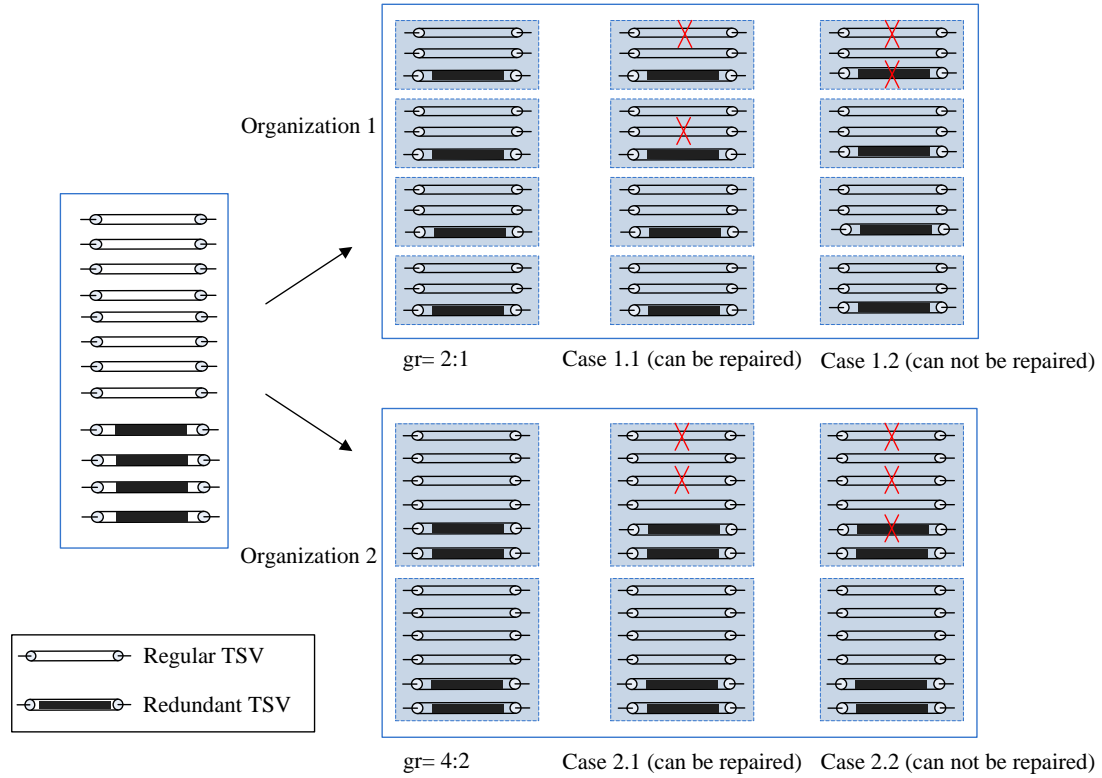 Organization 1
gr= 2:1
Case 1.1 (can be repaired)
Case 1.2 (can not be repaired)
Organization 2
gr= 4:2
Case 2.1 (can be repaired)
Case 2.2 (can not be repaired)
Regular TSV
Redundant TSV